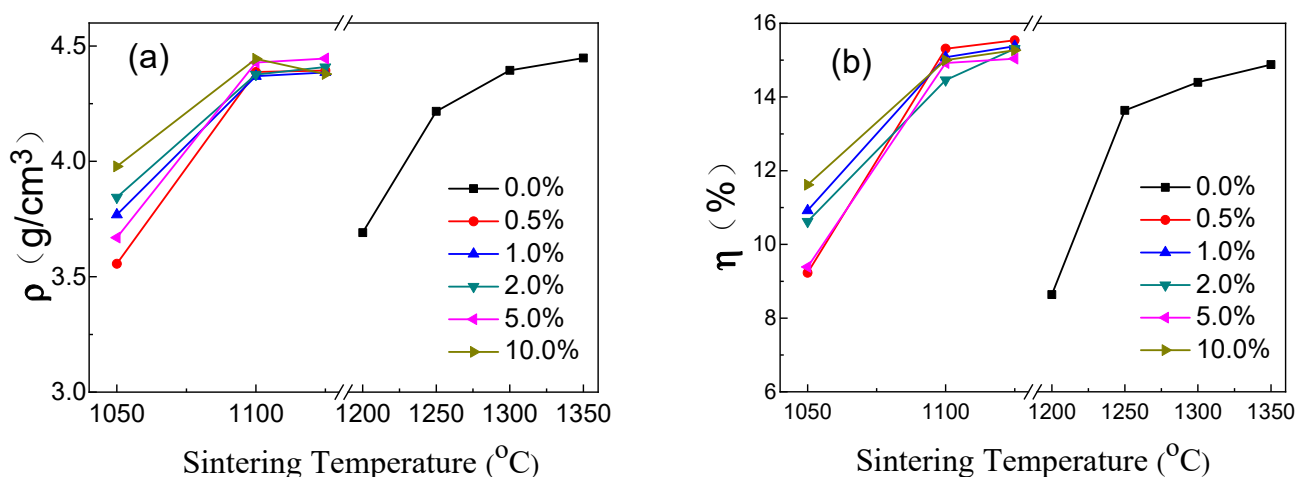 (a)
4.5
4.0
3.5
3.0
ρ（g/cm3）
0.0%
0.5%
1.0%
2.0%
5.0%
10.0%
1050 1100 1200 1250 1300 1350
Sintering Temperature (°C)
(b)
16
14
12
10
8
6
η（%）
0.0%
0.5%
1.0%
2.0%
5.0%
10.0%
1050 1100 1200 1250 1300 1350
Sintering Temperature (°C)